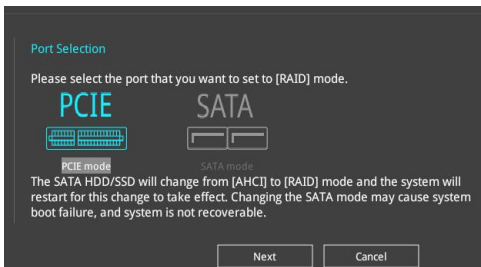 Port Selection
Please select the port that you want to set to [RAID] mode.
PCIE SATA
PCIE mode SATA mode
The SATA HDD/SSD will change from [AHCI] to [RAID] mode and the system will
restart for this change to take effect. Changing the SATA mode may cause system
boot failure, and system is not recoverable.
Next Cancel